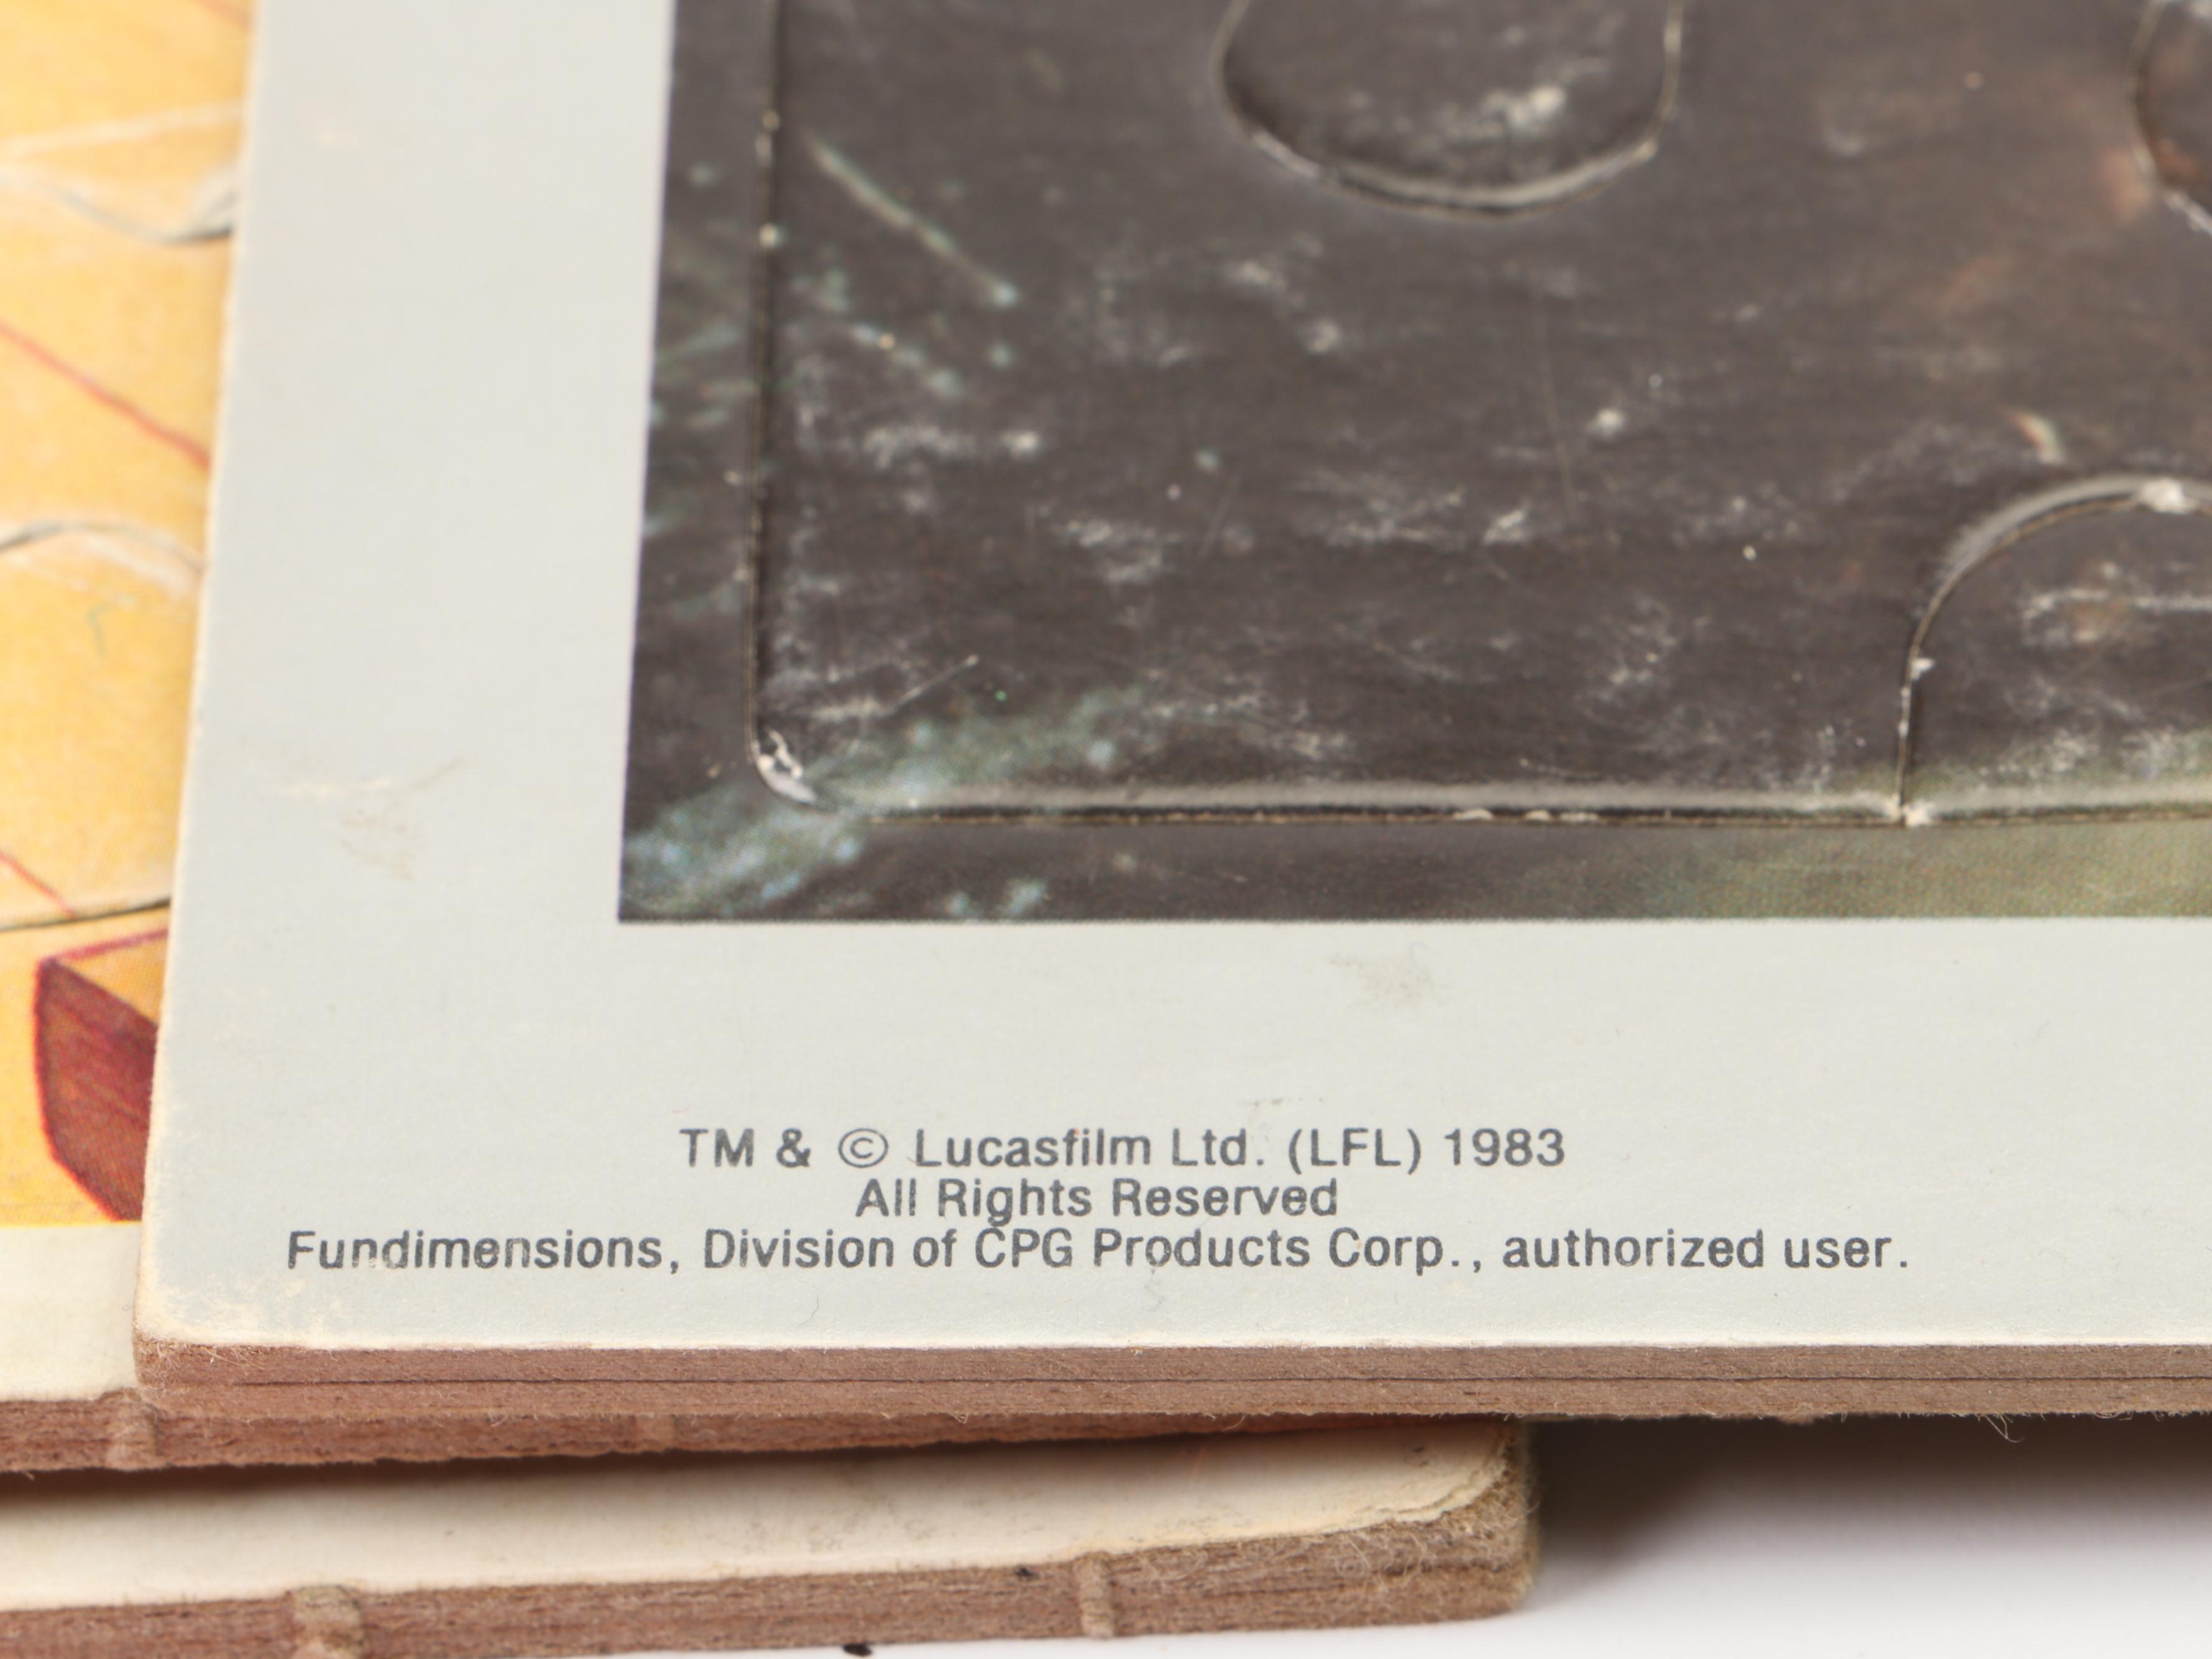 TM & © Lucasfilm Ltd. (LFL) 1983
All Rights Reserved
Fundimensions, Division of CPG Products Corp., authorized user.